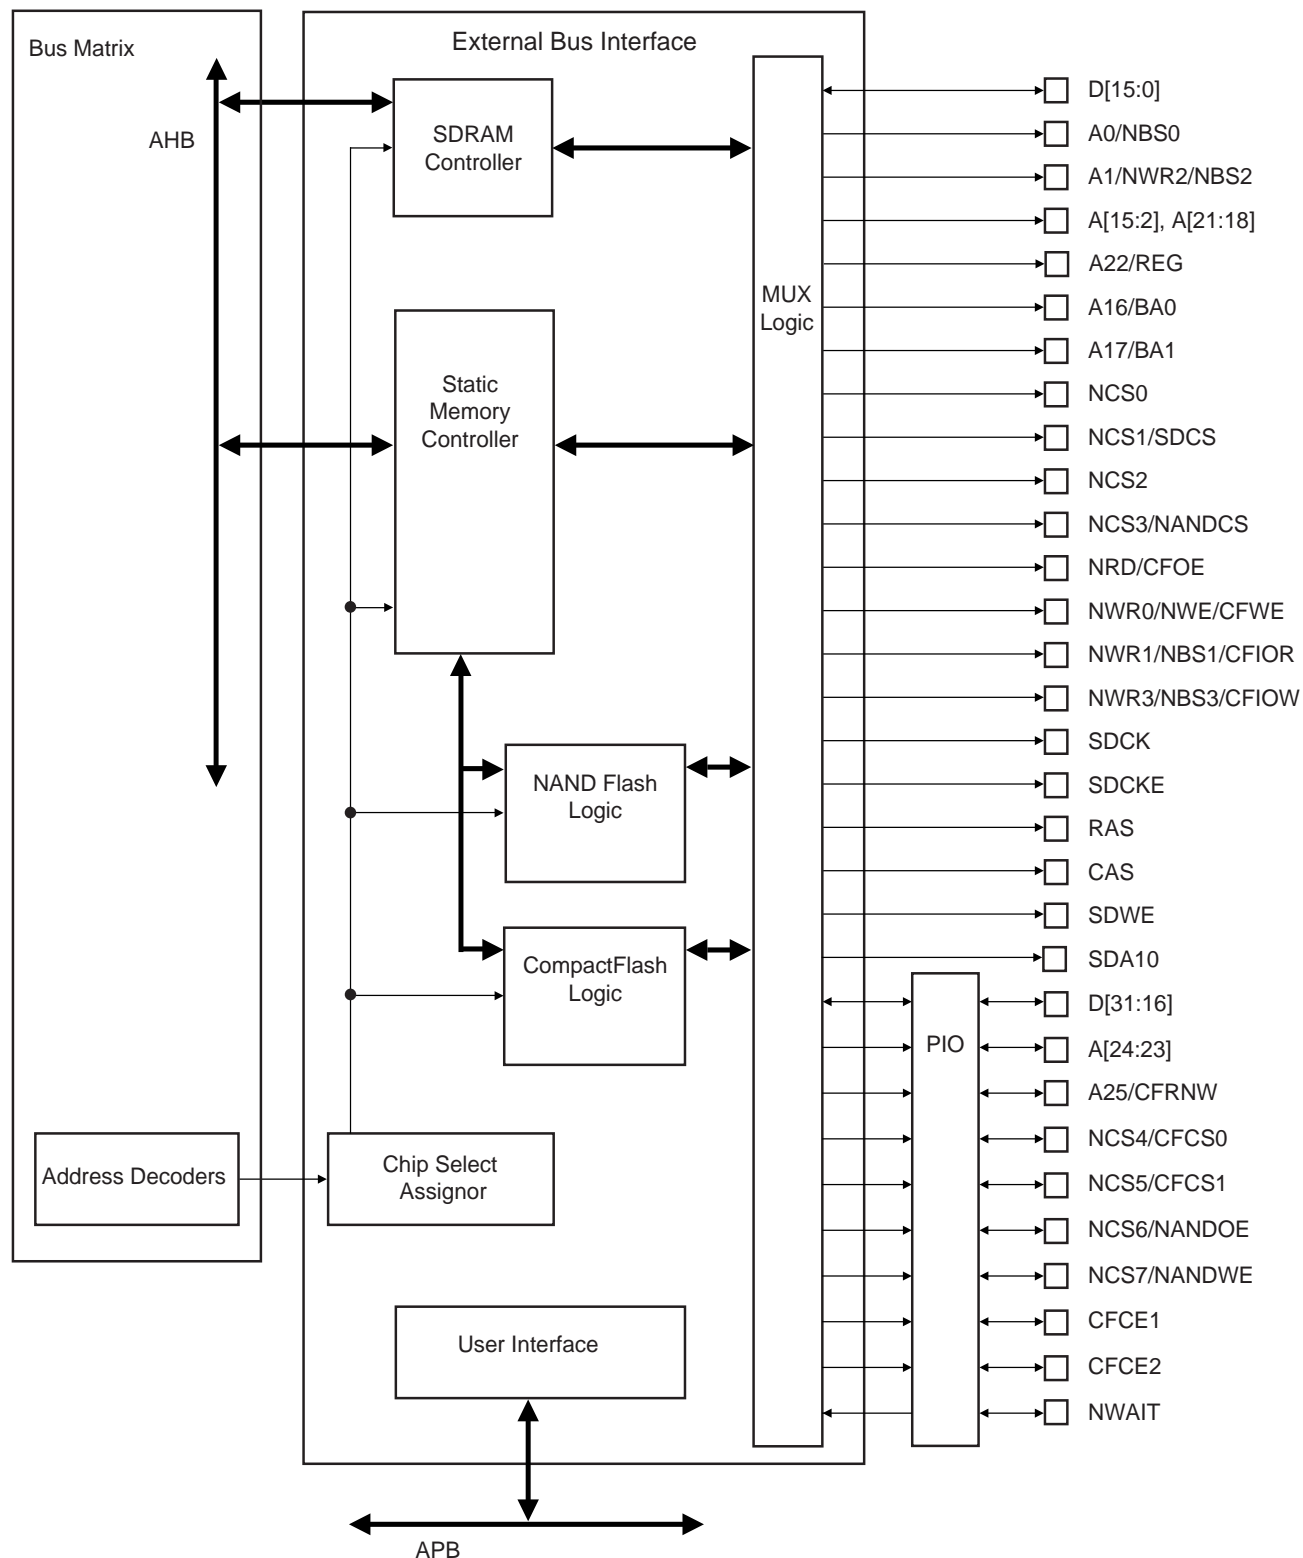 Bus Matrix
External Bus Interface
AHB
SDRAM
Controller
Static
Memory
Controller
NAND Flash
Logic
CompactFlash
Logic
Address Decoders
Chip Select
Assignor
User Interface
APB
MUX
Logic
PIO
D[15:0]
A0/NBS0
A1/NWR2/NBS2
A[15:2], A[21:18]
A22/REG
A16/BA0
A17/BA1
NCS0
NCS1/SDCS
NCS2
NCS3/NANDCS
NRD/CFOE
NWR0/NWE/CFWE
NWR1/NBS1/CFIOR
NWR3/NBS3/CFIOW
SDCK
SDCKE
RAS
CAS
SDWE
SDA10
D[31:16]
A[24:23]
A25/CFRNW
NCS4/CFCS0
NCS5/CFCS1
NCS6/NANDOE
NCS7/NANDWE
CFCE1
CFCE2
NWAIT